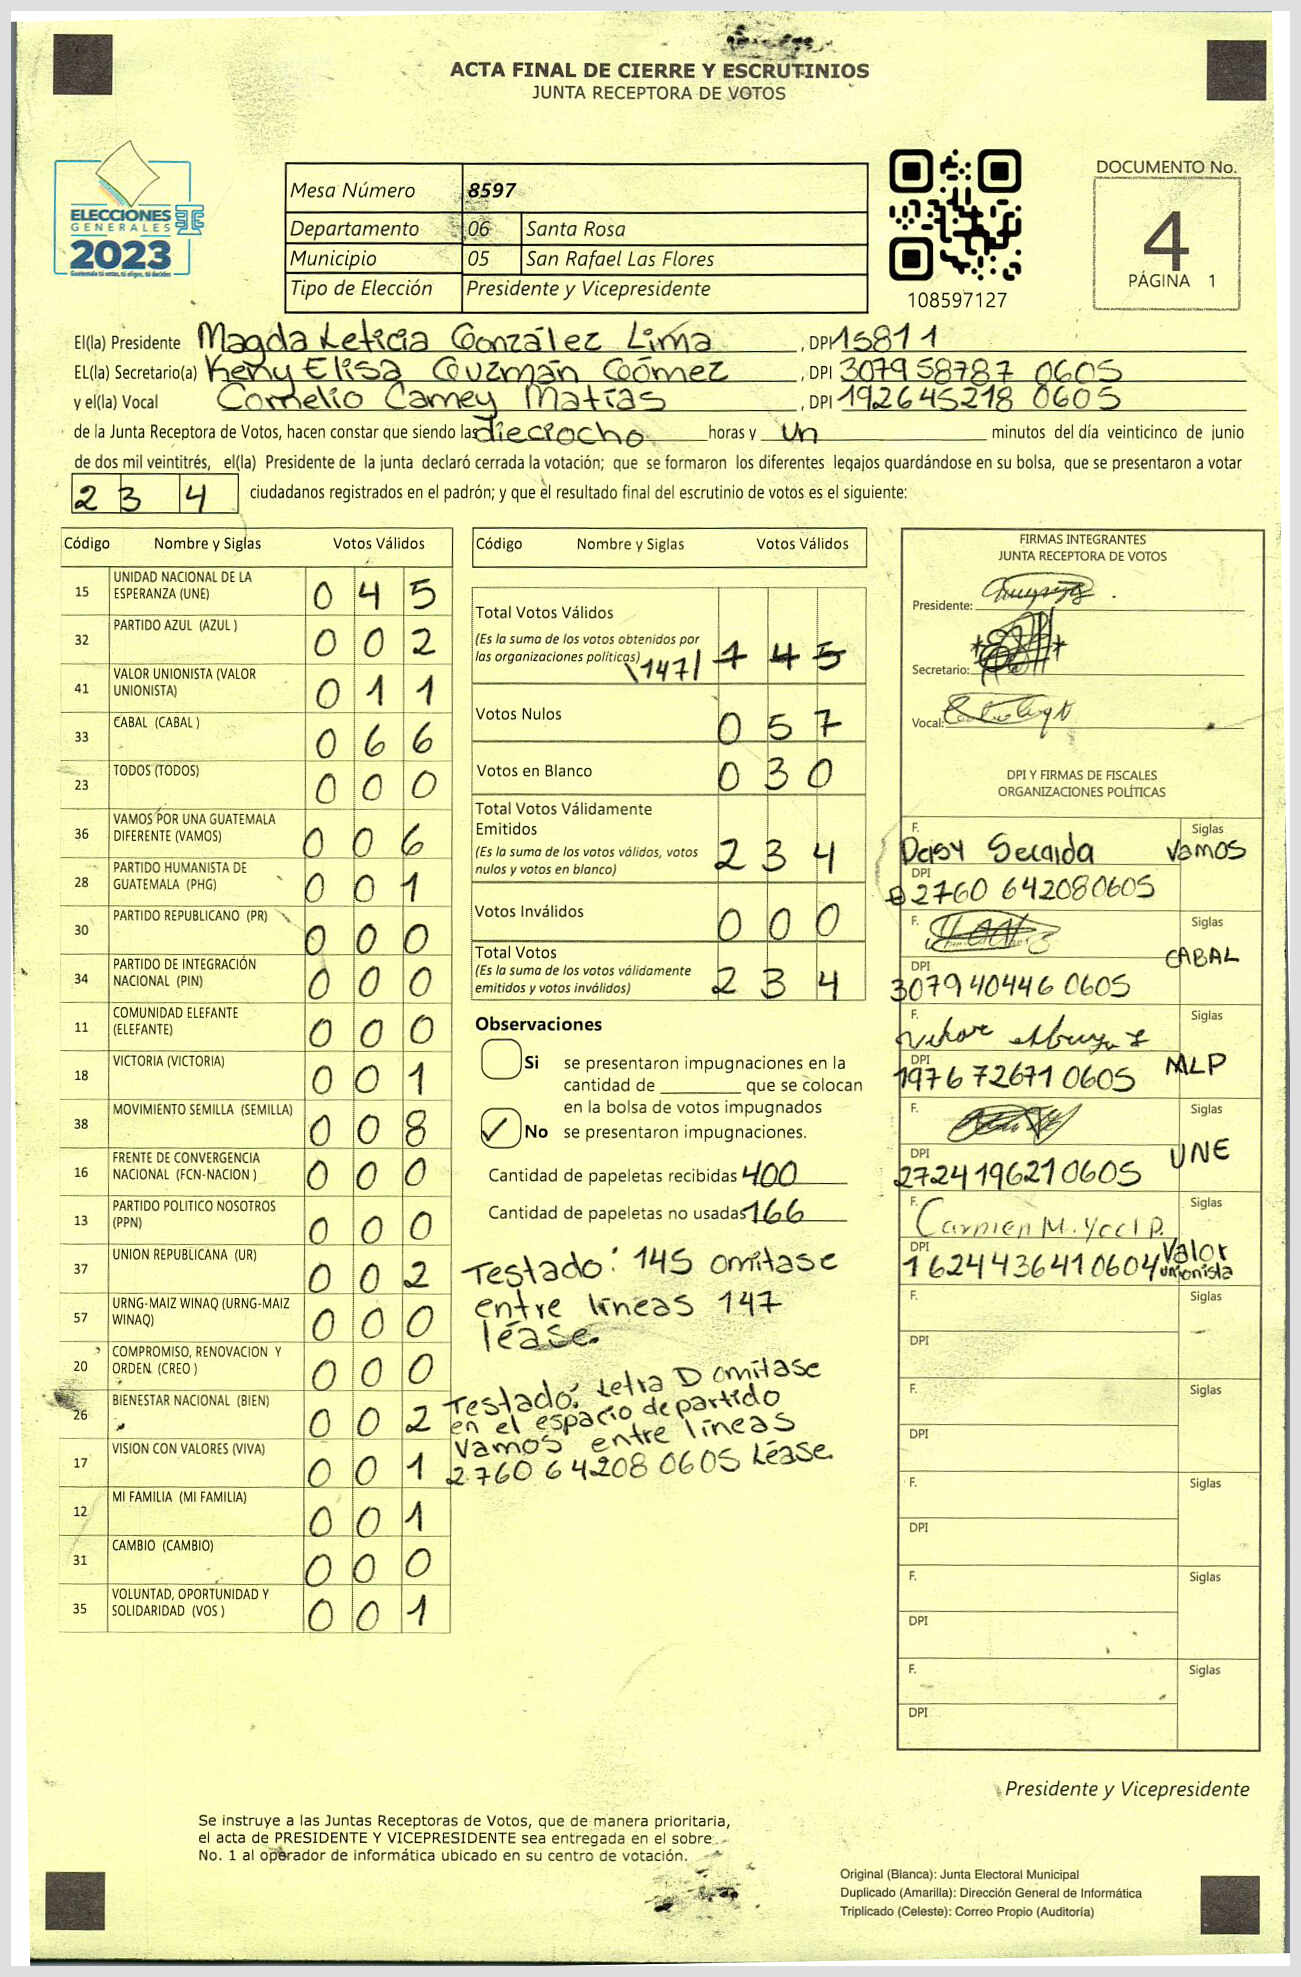 ACTA FINAL DE CIERRE Y ESCRUTINIOS
JUNTA RECEPTORA DE VOTOS
ELECCIONES
GENERALES
2023
Guatemala tú votas, tú eliges, tú decides
Mesa Número 8597
Departamento 06 Santa Rosa
Municipio 05 San Rafael Las Flores
Tipo de Elección Presidente y Vicepresidente
108597127
DOCUMENTO No.
4
PÁGINA 1
El(la) Presidente Magda Leticia González Lima, DPI 15811
EL(la) Secretario(a) Keny Elisa Guzmán Gómez, DPI 307958787 0605
y el(la) Vocal Cornelio Camey Matías, DPI 192645218 0605
de la Junta Receptora de Votos, hacen constar que siendo las dieciocho horas y un minutos del día veinticinco de junio
de dos mil veintitrés, el(la) Presidente de la junta declaró cerrada la votación; que se formaron los diferentes legajos guardándose en su bolsa, que se presentaron a votar
2 3 4 ciudadanos registrados en el padrón; y que el resultado final del escrutinio de votos es el siguiente:
Código Nombre y Siglas Votos Válidos
15 UNIDAD NACIONAL DE LA ESPERANZA (UNE) 0 4 5
32 PARTIDO AZUL (AZUL ) 0 0 2
41 VALOR UNIONISTA (VALOR UNIONISTA) 0 1 1
33 CABAL (CABAL ) 0 6 6
23 TODOS (TODOS) 0 0 0
36 VAMOS POR UNA GUATEMALA DIFERENTE (VAMOS) 0 0 6
28 PARTIDO HUMANISTA DE GUATEMALA (PHG) 0 0 1
30 PARTIDO REPUBLICANO (PR) 0 0 0
34 PARTIDO DE INTEGRACIÓN NACIONAL (PIN) 0 0 0
11 COMUNIDAD ELEFANTE (ELEFANTE) 0 0 0
18 VICTORIA (VICTORIA) 0 0 1
38 MOVIMIENTO SEMILLA (SEMILLA) 0 0 8
16 FRENTE DE CONVERGENCIA NACIONAL (FCN-NACION ) 0 0 0
13 PARTIDO POLITICO NOSOTROS (PPN) 0 0 0
37 UNION REPUBLICANA (UR) 0 0 2
57 URNG-MAIZ WINAQ (URNG-MAIZ WINAQ) 0 0 0
20 COMPROMISO, RENOVACION Y ORDEN. (CREO ) 0 0 0
26 BIENESTAR NACIONAL (BIEN) 0 0 2
17 VISION CON VALORES (VIVA) 0 0 1
12 MI FAMILIA (MI FAMILIA) 0 0 1
31 CAMBIO (CAMBIO) 0 0 0
35 VOLUNTAD, OPORTUNIDAD Y SOLIDARIDAD (VOS ) 0 0 1
Código Nombre y Siglas Votos Válidos
Total Votos Válidos
(Es la suma de los votos obtenidos por
las organizaciones políticas) \147/ 1 4 5
Votos Nulos 0 5 7
Votos en Blanco 0 3 0
Total Votos Válidamente
Emitidos
(Es la suma de los votos válidos, votos
nulos y votos en blanco) 2 3 4
Votos Inválidos 0 0 0
Total Votos
(Es la suma de los votos válidamente
emitidos y votos inválidos) 2 3 4
Observaciones
Si se presentaron impugnaciones en la
cantidad de ________ que se colocan
en la bolsa de votos impugnados
No se presentaron impugnaciones.
Cantidad de papeletas recibidas 400
Cantidad de papeletas no usadas 166
Testado: 145 omitase
entre líneas 147
léase.
Testado: Letra D omitase
en el espacio de partido
Vamos entre líneas
2760 64208 0605 Léase.
FIRMAS INTEGRANTES
JUNTA RECEPTORA DE VOTOS
Presidente:
Secretario:
Vocal:
DPI Y FIRMAS DE FISCALES
ORGANIZACIONES POLÍTICAS
F. Siglas
Deisy Secaida Vamos
DPI
2760 64208 0605
F. Siglas
CABAL
DPI
3079 40446 0605
F. Siglas
DPI
1976 72671 0605 MLP
F. Siglas
DPI UNE
2724 19621 0605
F. Siglas
Carmen M.
DPI Valor
1624436410604 unionista
F. Siglas
DPI
F. Siglas
DPI
F. Siglas
DPI
F. Siglas
DPI
F. Siglas
DPI
Presidente y Vicepresidente
Se instruye a las Juntas Receptoras de Votos, que de manera prioritaria,
el acta de PRESIDENTE Y VICEPRESIDENTE sea entregada en el sobre
No. 1 al operador de informática ubicado en su centro de votación.
Original (Blanca): Junta Electoral Municipal
Duplicado (Amarilla): Dirección General de Informática
Triplicado (Celeste): Correo Propio (Auditoría)